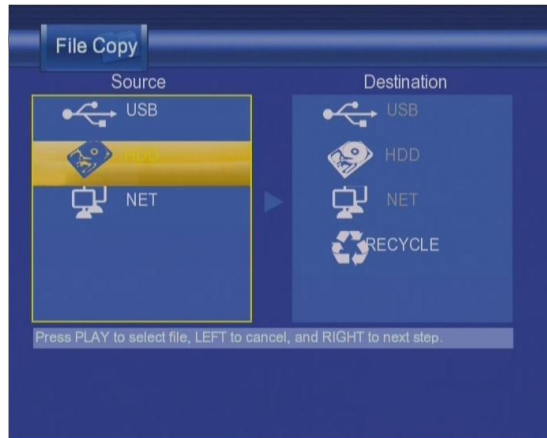 File Copy
Source
Destination
USB
HDD
NET
USB
HDD
NET
RECYCLE
Press PLAY to select file, LEFT to cancel, and RIGHT to next step.